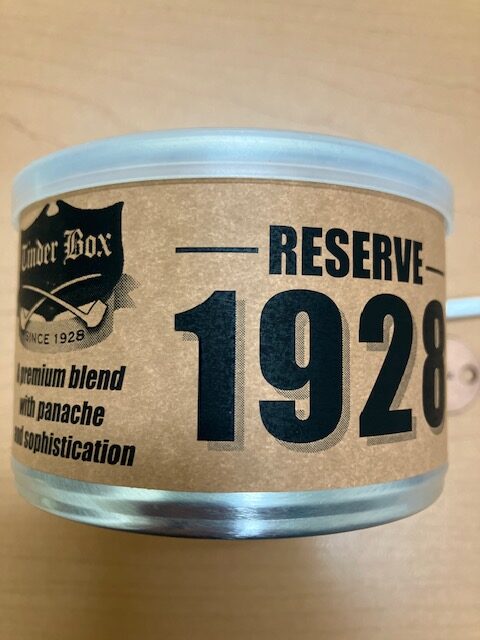 Tinder Box
SINCE 1928
premium blend
with panache
sophistication
RESERVE
1928